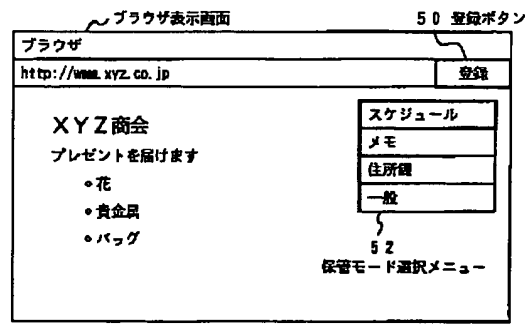 ブラウザ表示画面
50 登録ボタン
ブラウザ
http://www.xyz.co.jp
登録
XYZ商会
プレゼントを届けます
•花
•貴金属
•バッグ
スケジュール
メモ
住所録
一般
52
保管モード選択メニュー